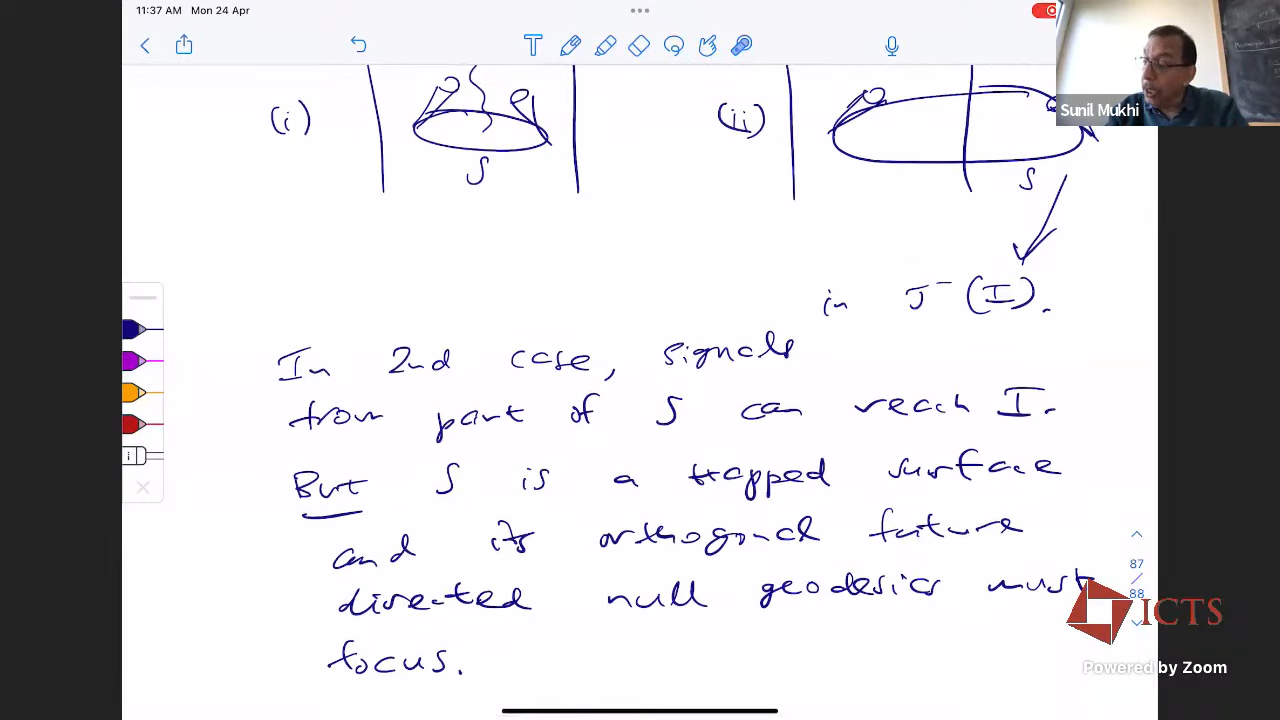 11:37 AM Mon 24 Apr
Sunil Mukhi
(i)
(ii)
S
S
in J⁻(I).
In 2nd case, signals
from part of S can reach I.
But S is a trapped surface
and its orthogonal future
directed null geodesics must
focus.
87
/
88
ICTS
Powered by Zoom